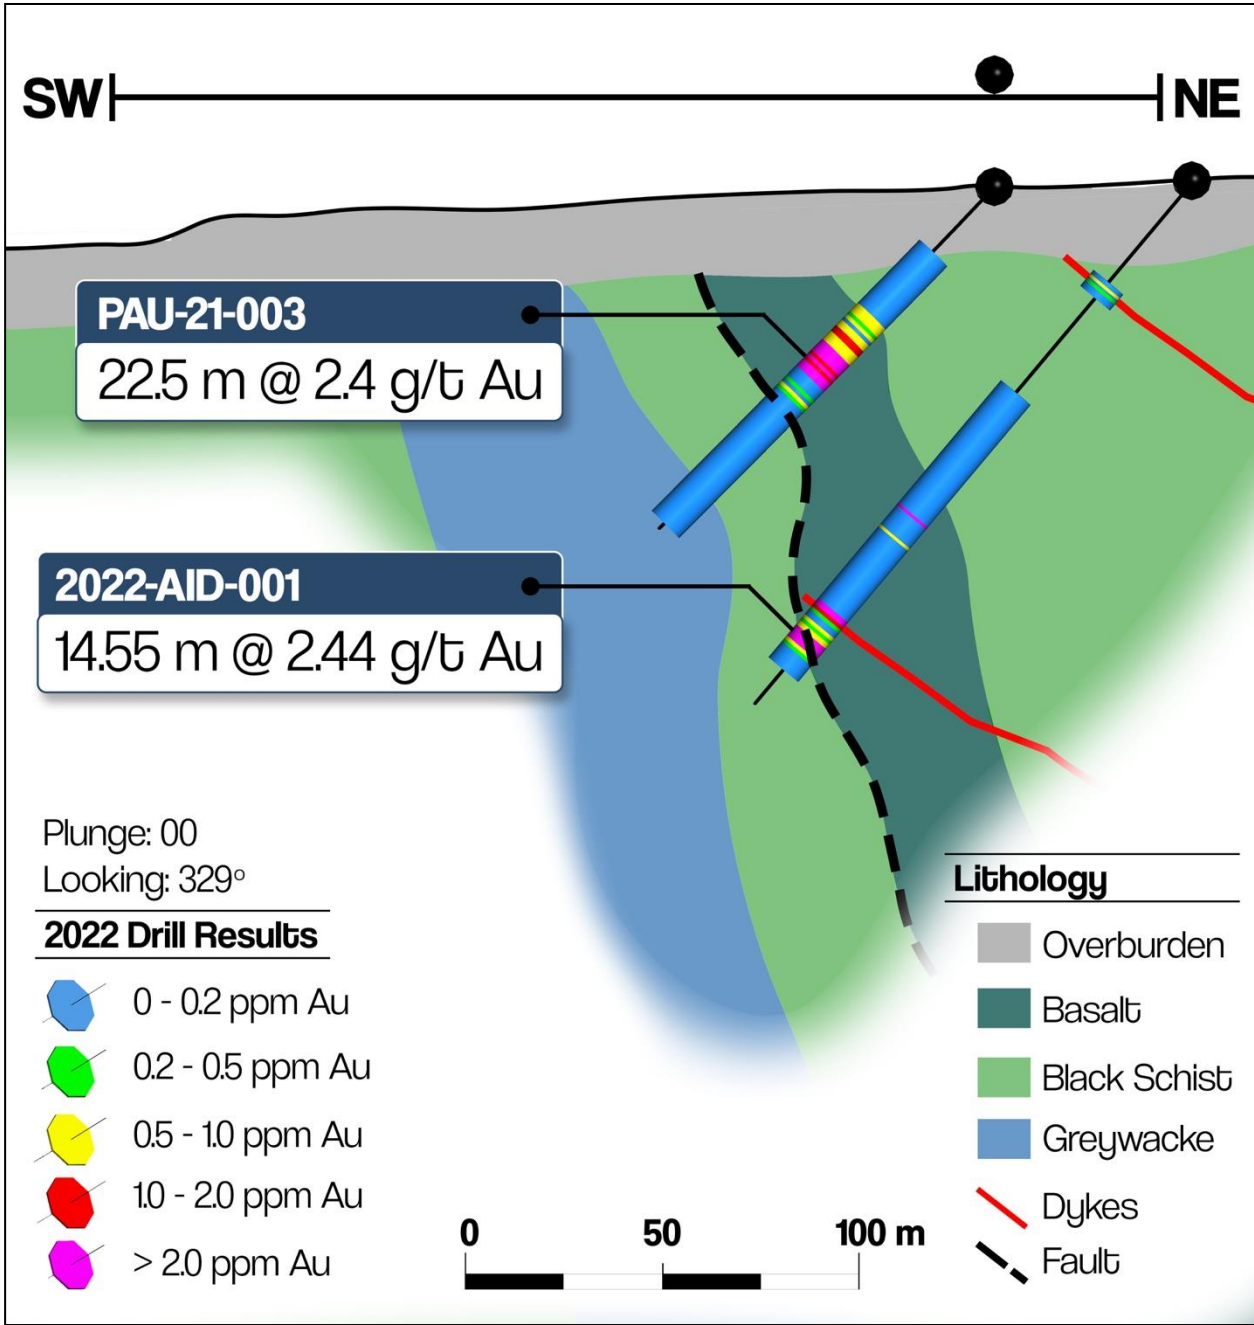 SW
NE
PAU-21-003
22.5 m @ 2.4 g/t Au
2022-AID-001
14.55 m @ 2.44 g/t Au
Plunge: 00
Looking: 329°
2022 Drill Results
0 - 0.2 ppm Au
0.2 - 0.5 ppm Au
0.5 - 1.0 ppm Au
1.0 - 2.0 ppm Au
> 2.0 ppm Au
0 50 100 m
Lithology
Overburden
Basalt
Black Schist
Greywacke
Dykes
Fault